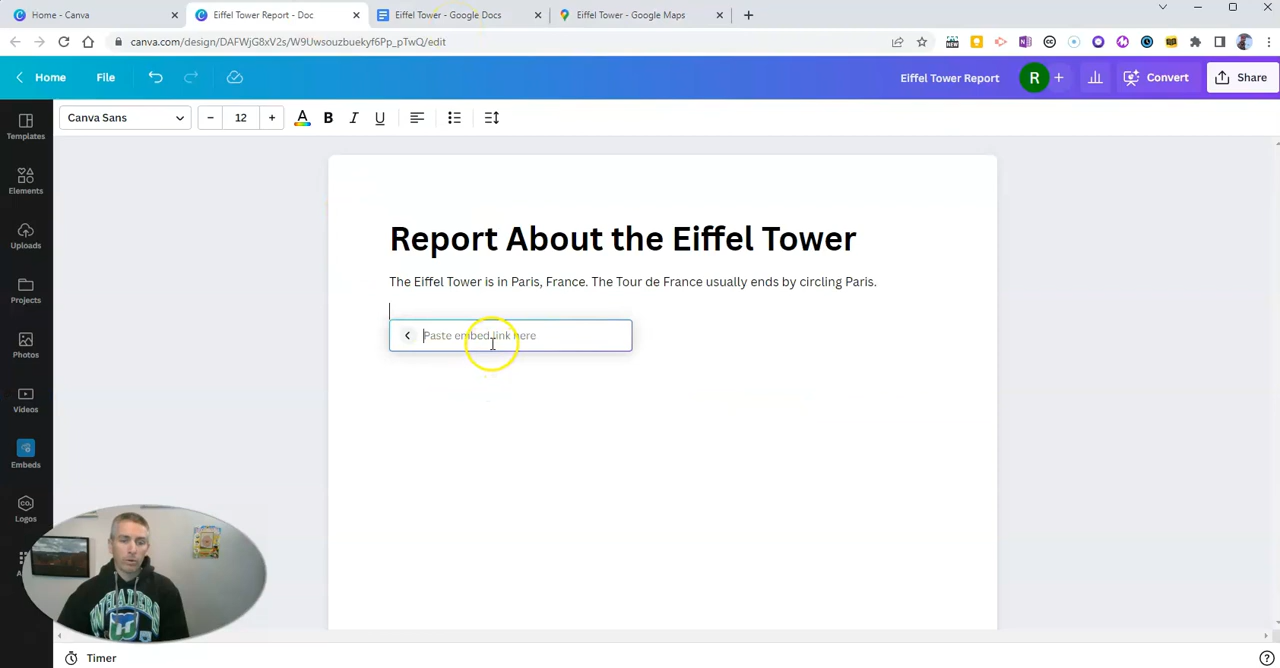 Home - Canva
Eiffel Tower Report - Doc
Eiffel Tower - Google Docs
Eiffel Tower - Google Maps
canva.com/design/DAFWjG8xV2s/W9Uwsouzbuekyf6Pp_pTwQ/edit
Home
File
Eiffel Tower Report
R
Convert
Share
Canva Sans
12
A
B
I
U
Templates
Elements
Uploads
Projects
Photos
Videos
Embeds
Logos
Report About the Eiffel Tower
The Eiffel Tower is in Paris, France. The Tour de France usually ends by circling Paris.
Paste embed link here
WHALERS
Timer